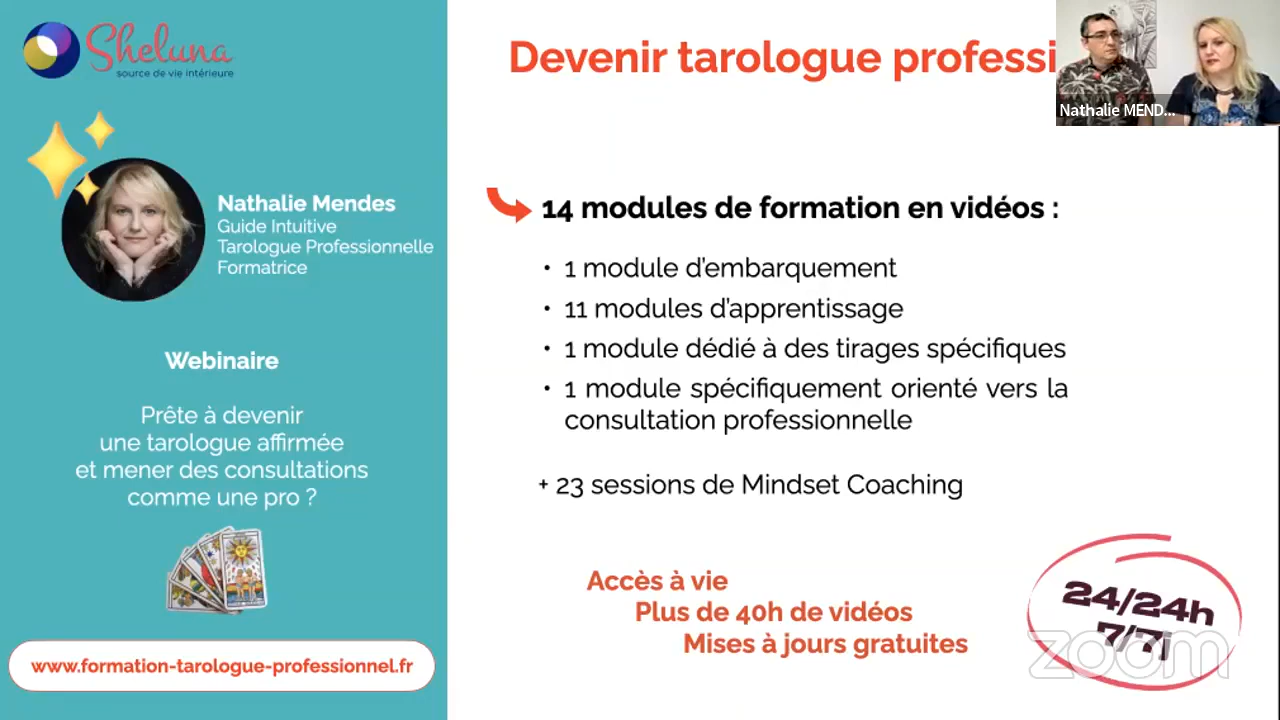 Sheluna
source de vie intérieure
Nathalie Mendes
Guide Intuitive
Tarologue Professionnelle
Formatrice
Webinaire
Prête à devenir
une tarologue affirmée
et mener des consultations
comme une pro ?
www.formation-tarologue-professionnel.fr
Devenir tarologue professi
Nathalie MEND...
14 modules de formation en vidéos :
• 1 module d'embarquement
• 11 modules d'apprentissage
• 1 module dédié à des tirages spécifiques
• 1 module spécifiquement orienté vers la
consultation professionnelle
+ 23 sessions de Mindset Coaching
Accès à vie
Plus de 40h de vidéos
Mises à jours gratuites
24/24h
7/7j
zoom